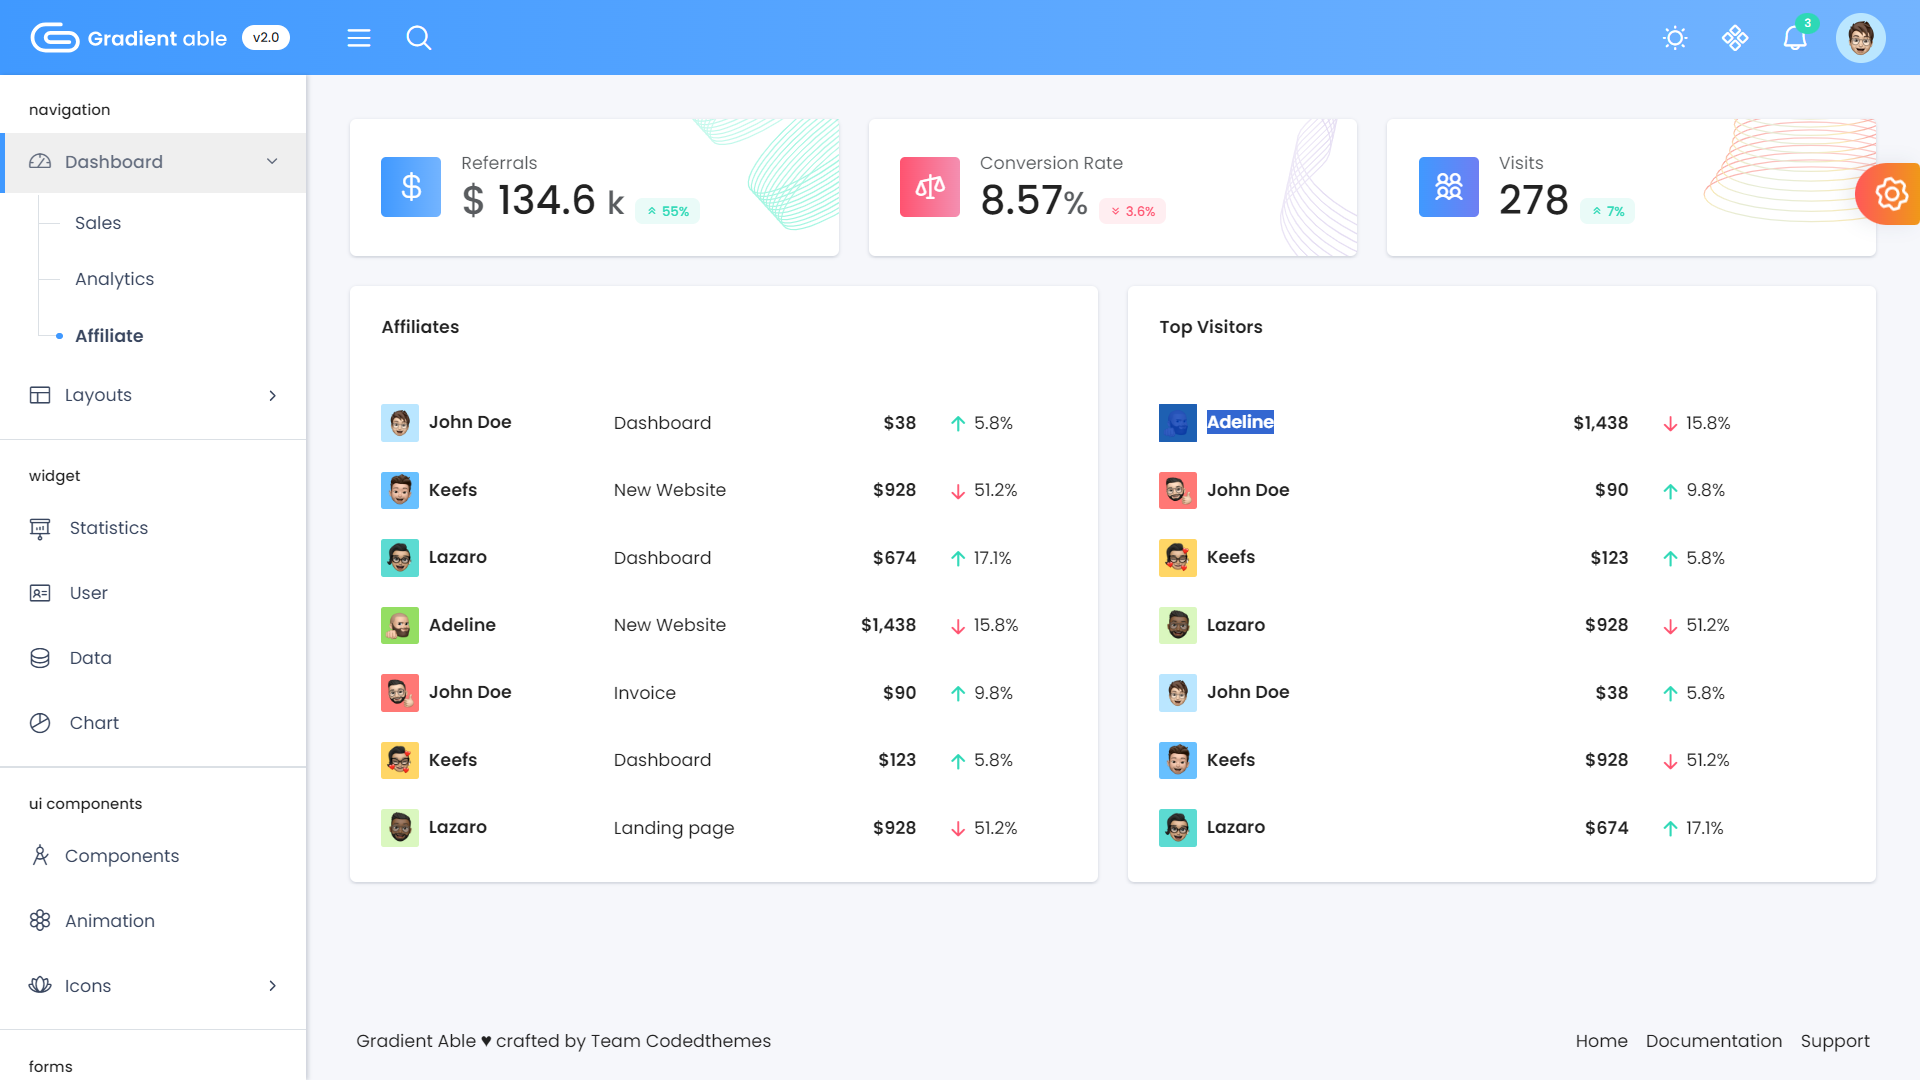 Gradient able v2.0
3
navigation
Dashboard
Sales
Analytics
Affiliate
Layouts
widget
Statistics
User
Data
Chart
ui components
Components
Animation
Icons
forms
Referrals
$ 134.6 k 55%
Conversion Rate
8.57% 3.6%
Visits
278 7%
Affiliates
John Doe Dashboard $38 5.8%
Keefs New Website $928 51.2%
Lazaro Dashboard $674 17.1%
Adeline New Website $1,438 15.8%
John Doe Invoice $90 9.8%
Keefs Dashboard $123 5.8%
Lazaro Landing page $928 51.2%
Top Visitors
Adeline $1,438 15.8%
John Doe $90 9.8%
Keefs $123 5.8%
Lazaro $928 51.2%
John Doe $38 5.8%
Keefs $928 51.2%
Lazaro $674 17.1%
Gradient Able ♥ crafted by Team Codedthemes
Home Documentation Support